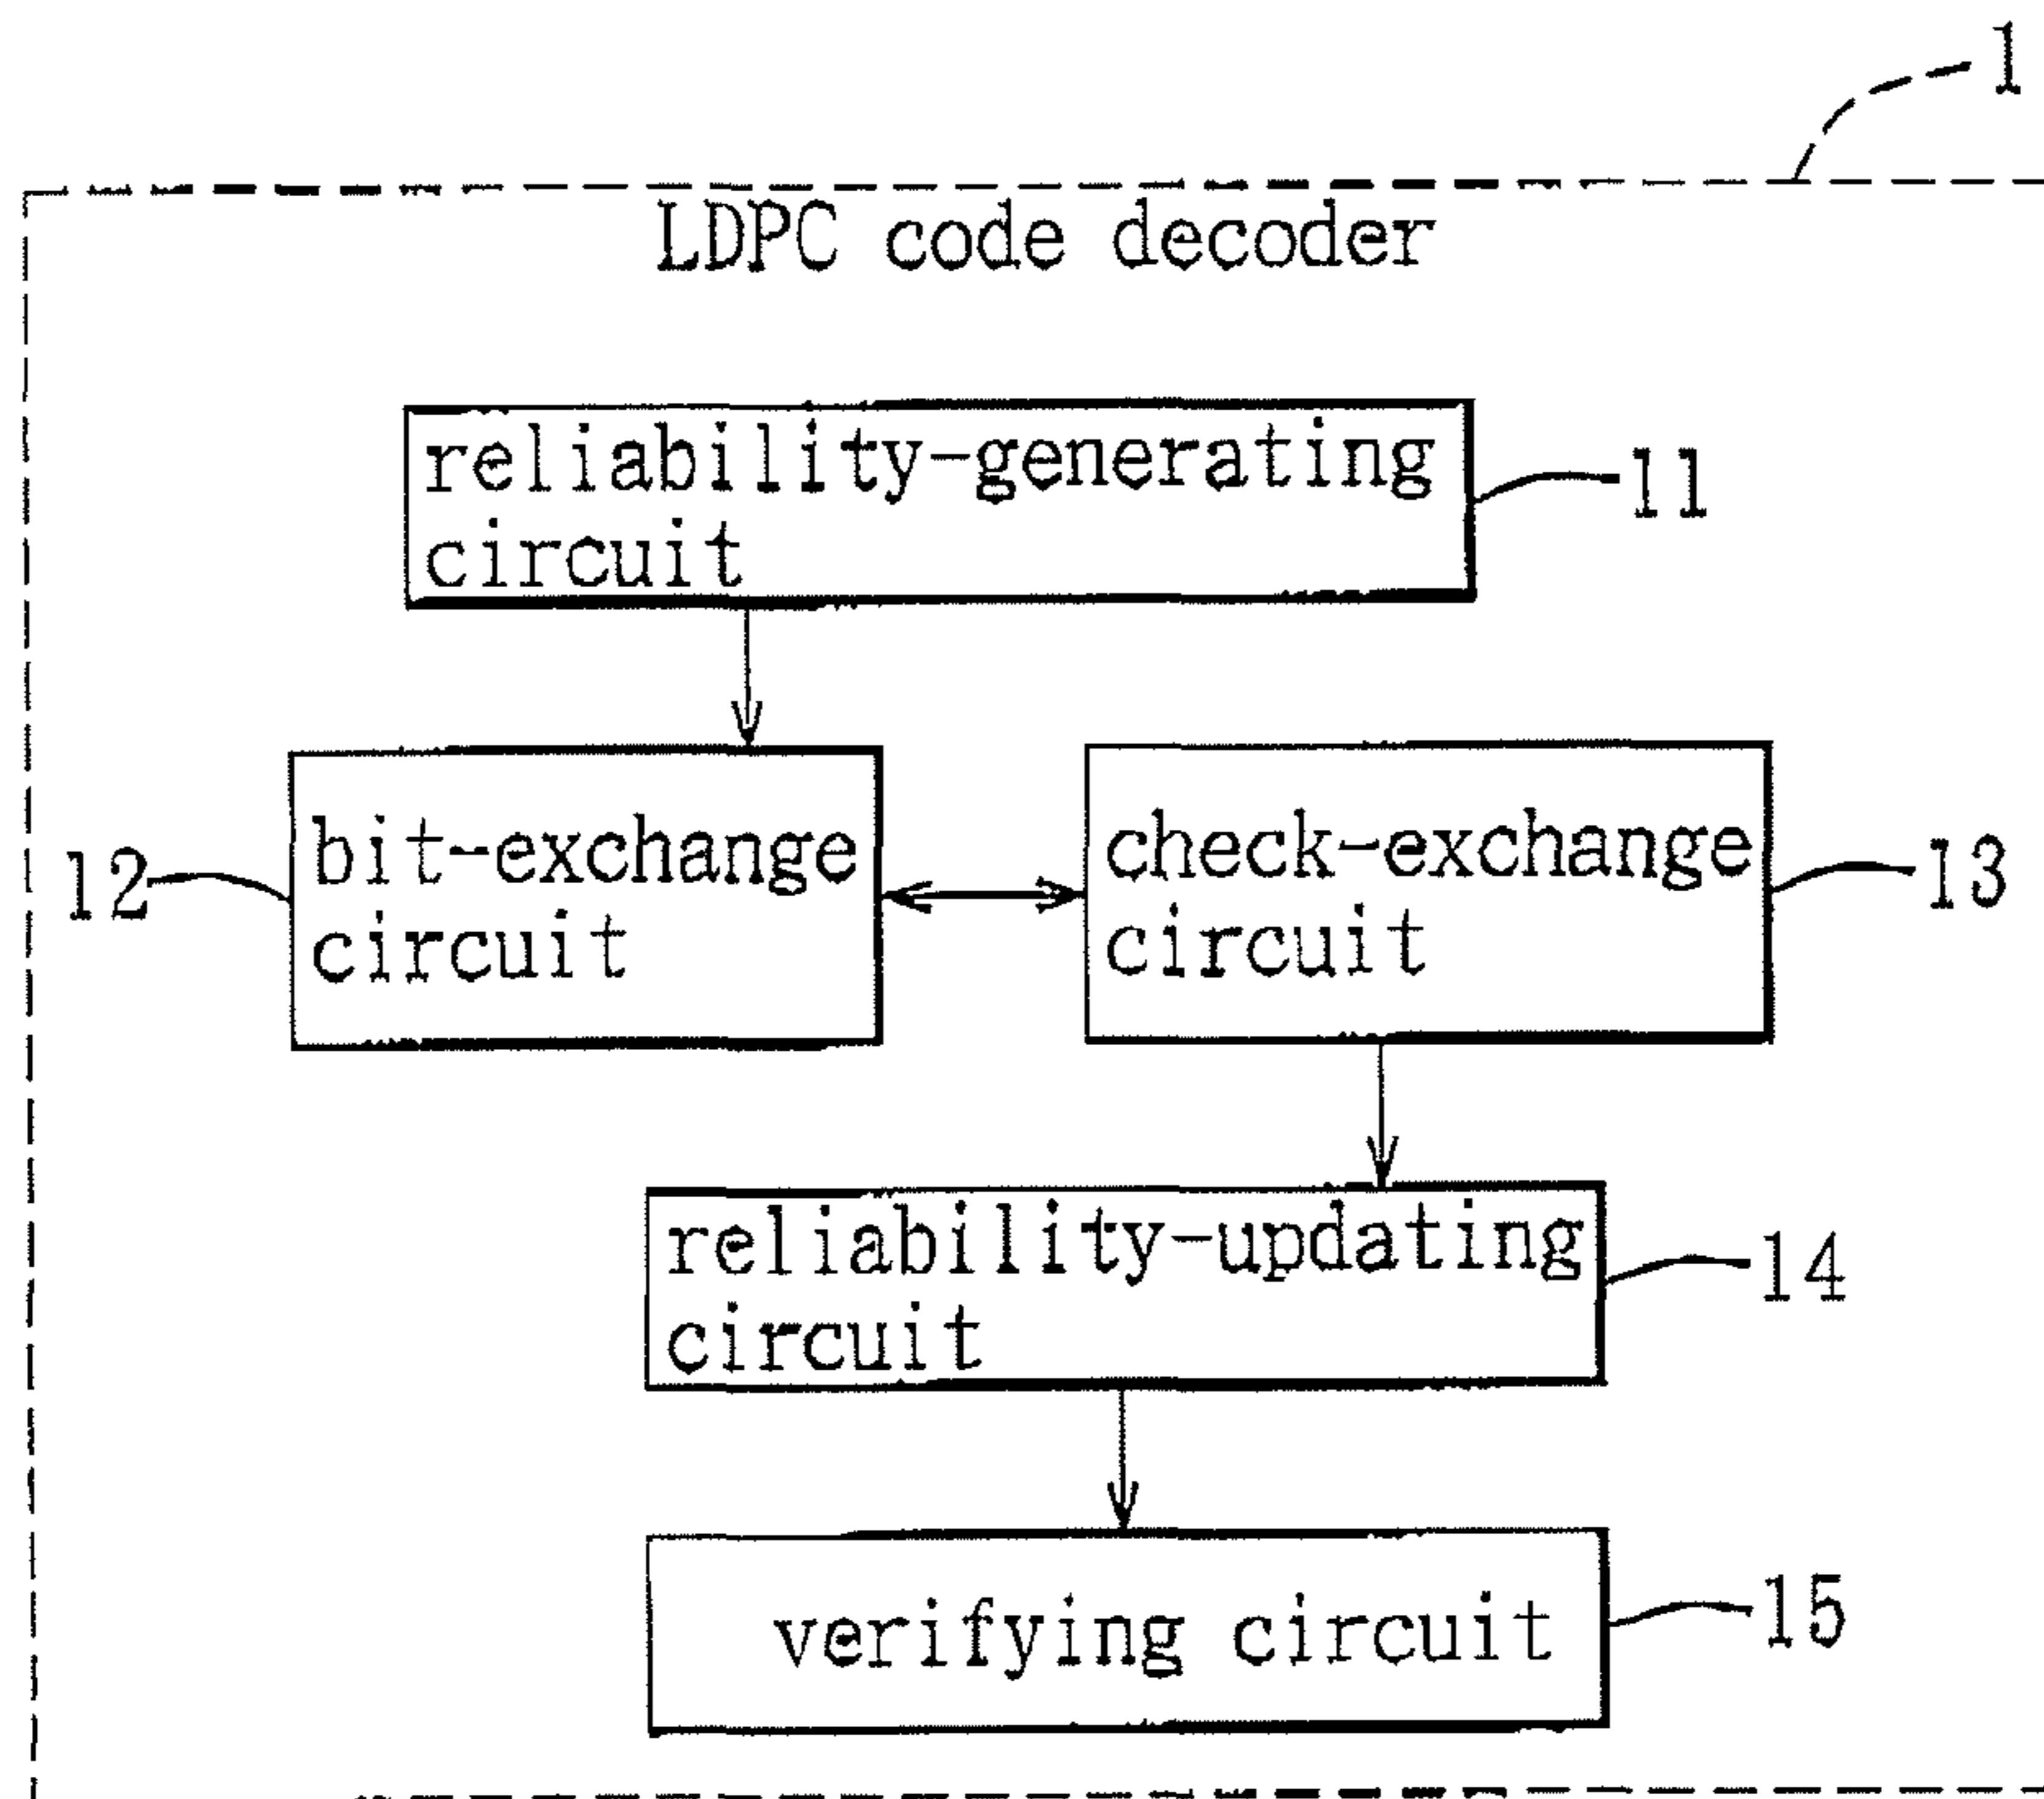 1
LDPC code decoder
reliability-generating
circuit
11
12
bit-exchange
circuit
check-exchange
circuit
13
reliability-updating
circuit
14
verifying circuit
15